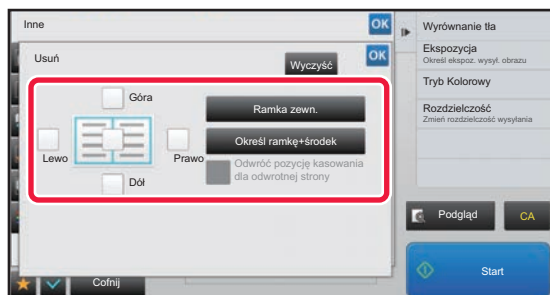 Inne
OK
Usuń
Wyczyść
OK
Góra
Lewo
Prawo
Dół
Ramka zewn.
Określ ramkę+środek
Odwróć pozycję kasowania
dla odwrotnej strony
Cofnij
Wyrównanie tła
Ekspozycja
Określ ekspoz. wysył. obrazu
Tryb Kolorowy
Rozdzielczość
Zmień rozdzielczość wysyłania
Podgląd
CA
Start